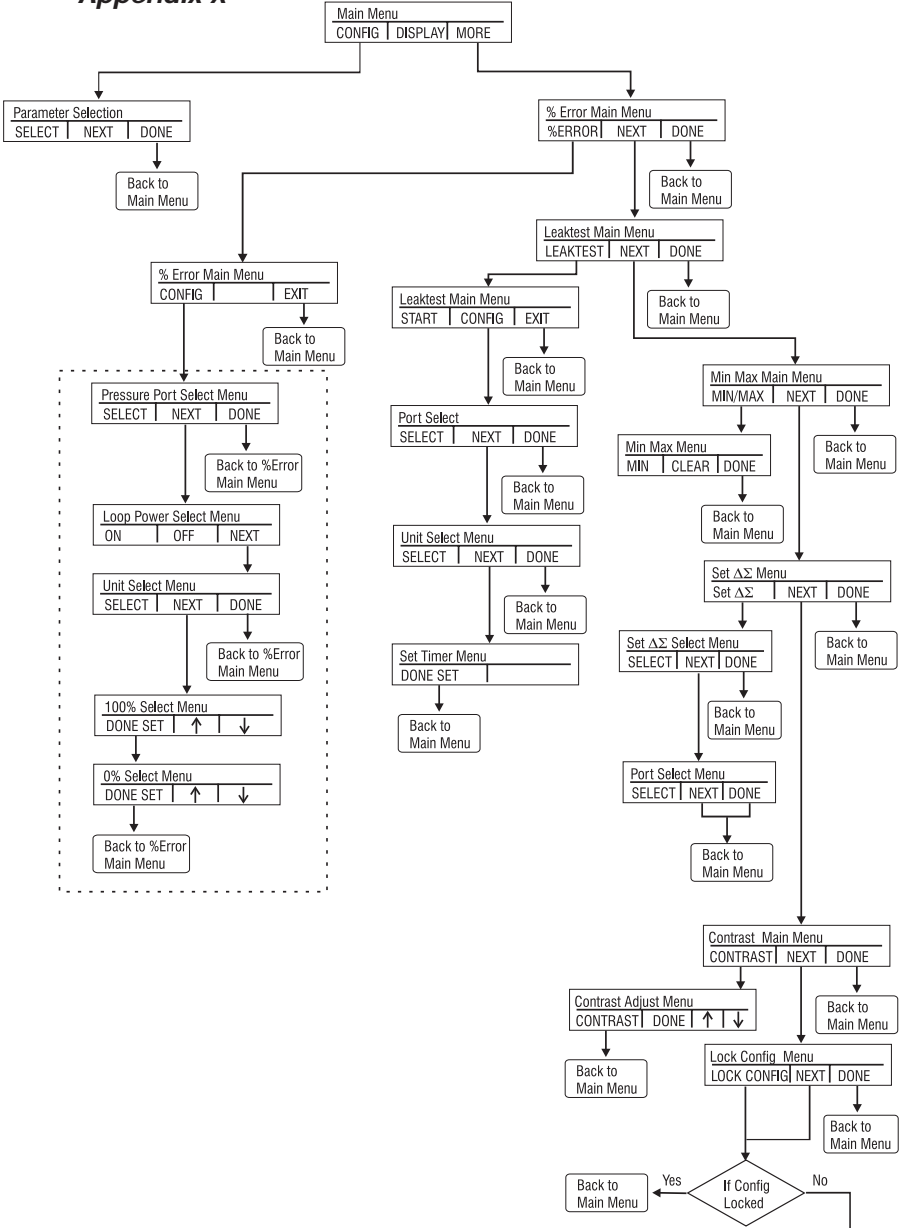 Main Menu
CONFIG DISPLAY MORE
Parameter Selection
SELECT NEXT DONE
Back to
Main Menu
% Error Main Menu
%ERROR NEXT DONE
Back to
Main Menu
Leaktest Main Menu
LEAKTEST NEXT DONE
Back to
Main Menu
% Error Main Menu
CONFIG EXIT
Back to
Main Menu
Pressure Port Select Menu
SELECT NEXT DONE
Back to %Error
Main Menu
Loop Power Select Menu
ON OFF NEXT
Unit Select Menu
SELECT NEXT DONE
Back to %Error
Main Menu
100% Select Menu
DONE SET ↑ ↓
0% Select Menu
DONE SET ↑ ↓
Back to %Error
Main Menu
Leaktest Main Menu
START CONFIG EXIT
Back to
Main Menu
Port Select
SELECT NEXT DONE
Back to
Main Menu
Unit Select Menu
SELECT NEXT DONE
Back to
Main Menu
Set Timer Menu
DONE SET
Back to
Main Menu
Min Max Main Menu
MIN/MAX NEXT DONE
Back to
Main Menu
Min Max Menu
MIN CLEAR DONE
Back to
Main Menu
Set ΔΣ Menu
Set ΔΣ NEXT DONE
Back to
Main Menu
Set ΔΣ Select Menu
SELECT NEXT DONE
Back to
Main Menu
Port Select Menu
SELECT NEXT DONE
Back to
Main Menu
Contrast Main Menu
CONTRAST NEXT DONE
Back to
Main Menu
Contrast Adjust Menu
CONTRAST DONE ↑ ↓
Back to
Main Menu
Lock Config Menu
LOCK CONFIG NEXT DONE
Back to
Main Menu
If Config
Locked
Yes
No
Back to
Main Menu